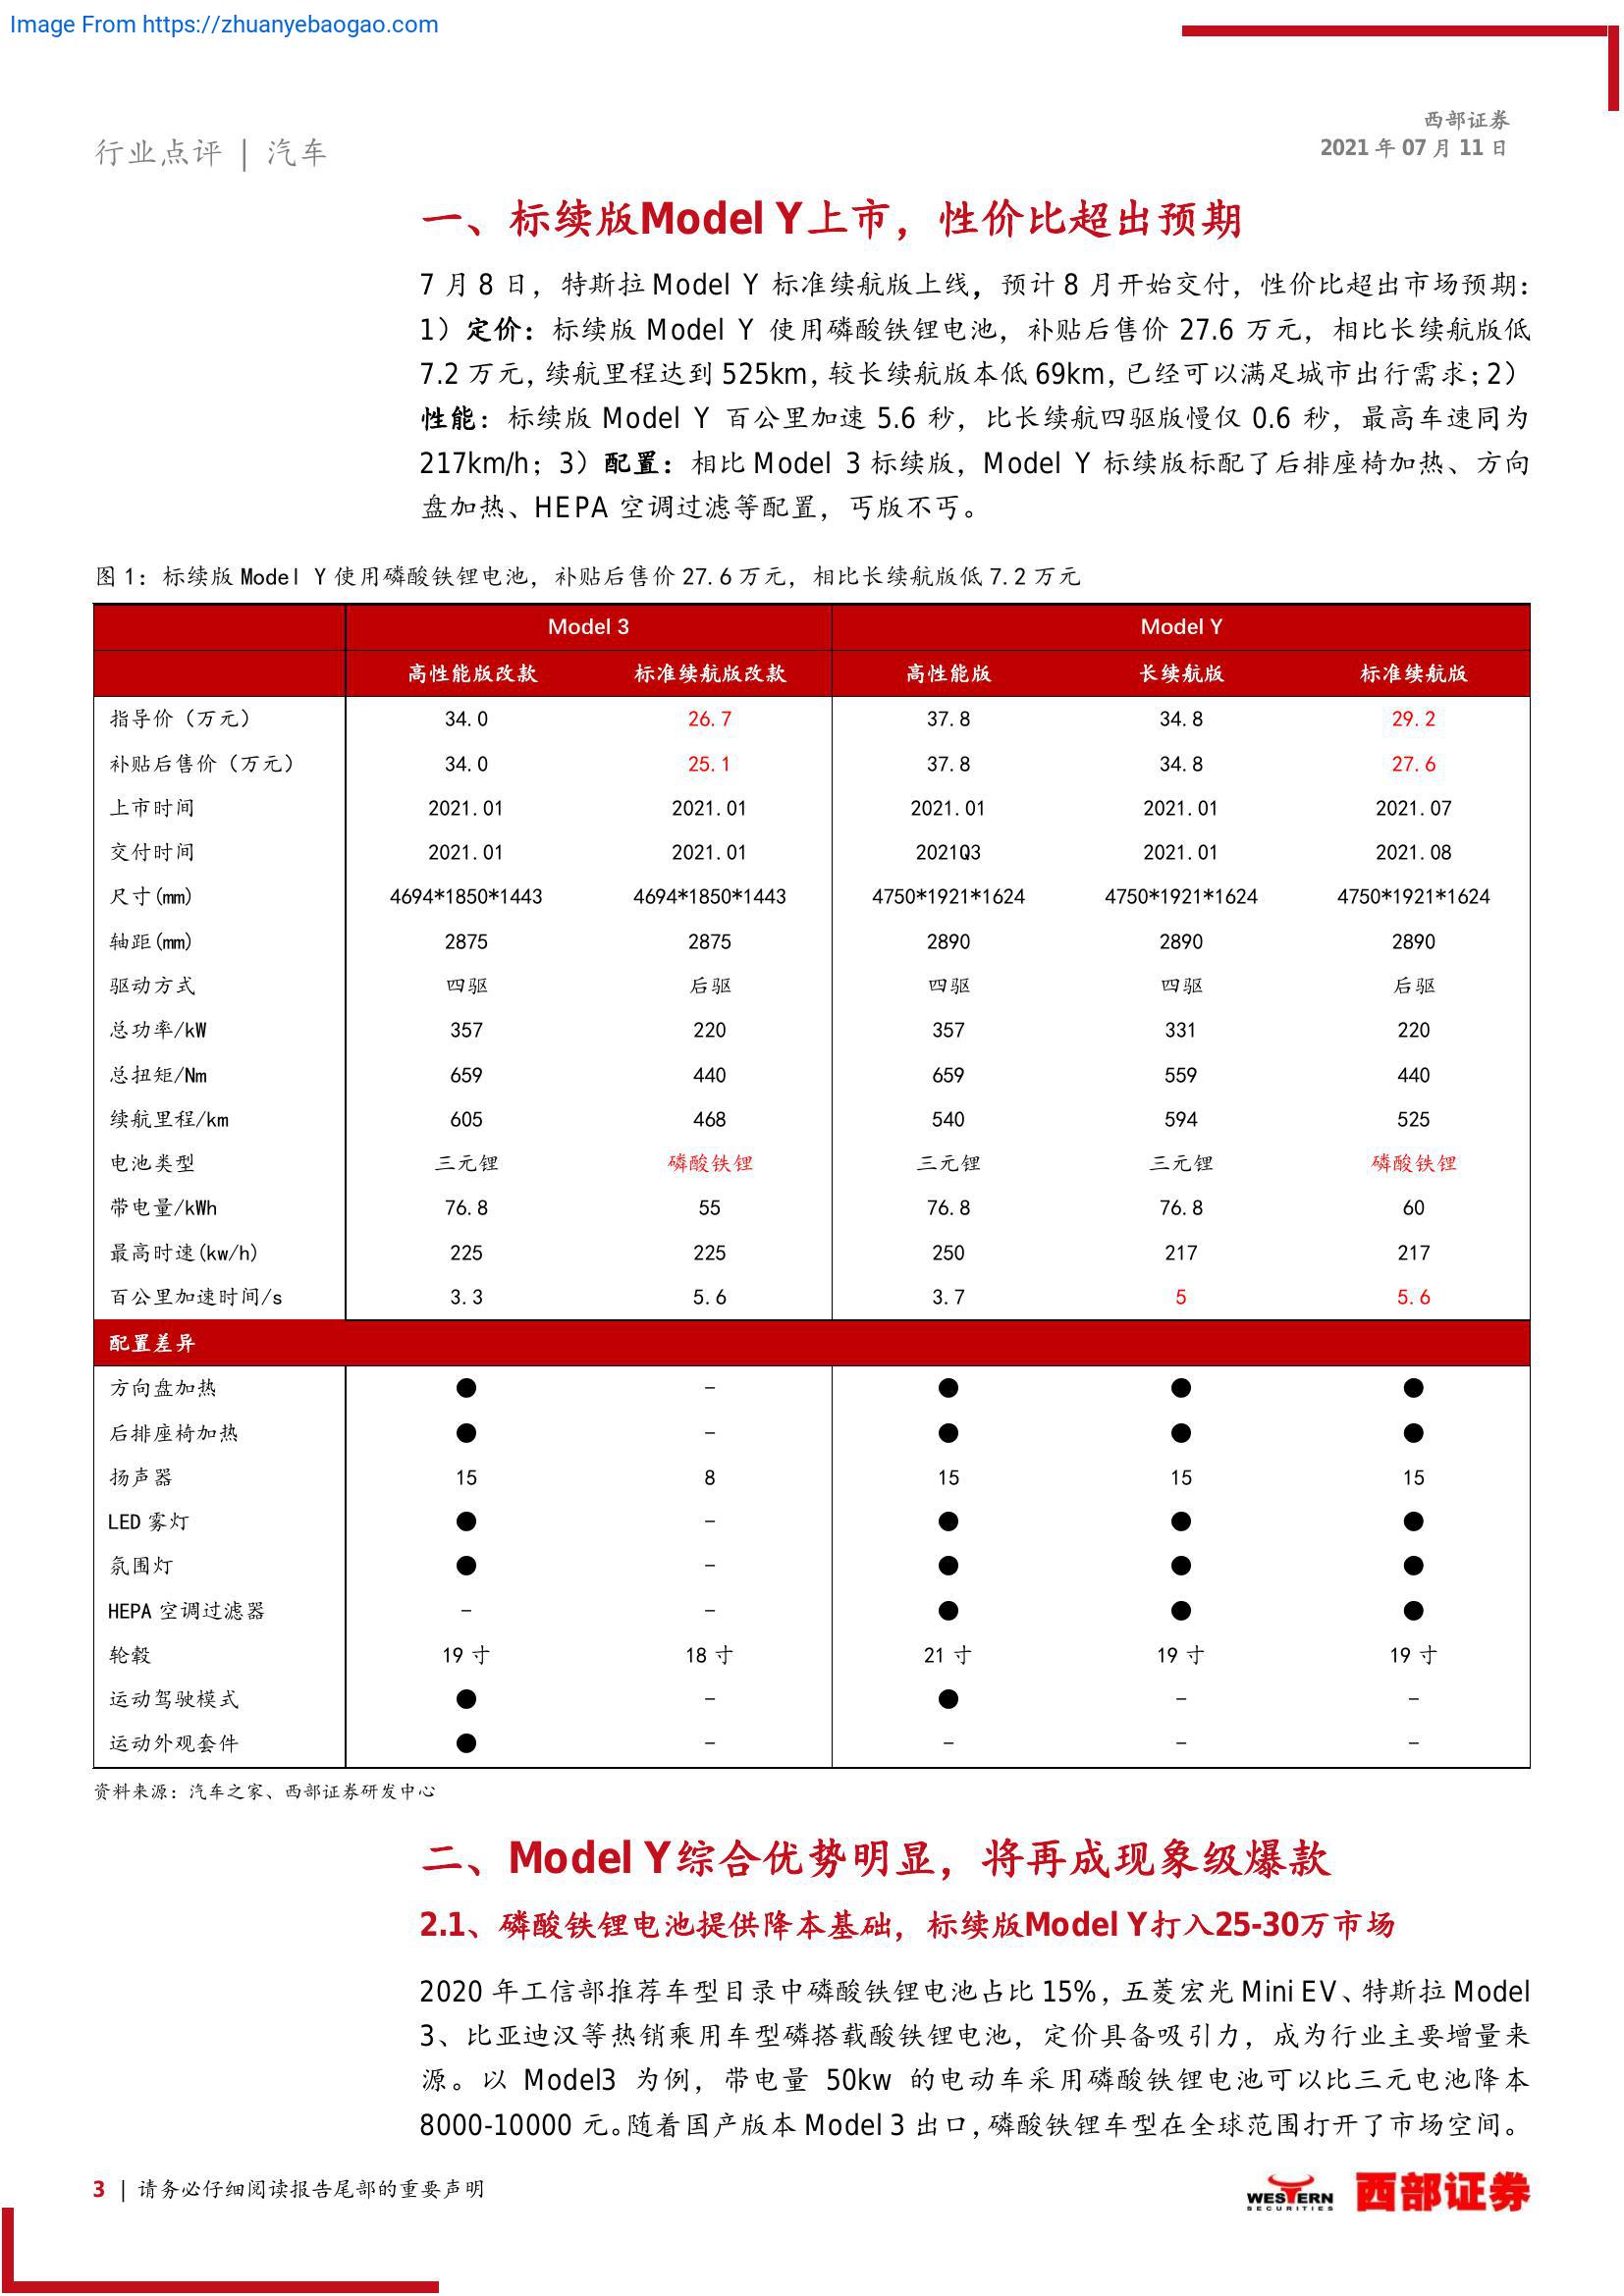 Image From https://zhuanyebaogao.com
行业点评 | 汽车
西部证券
2021 年 07 月 11 日
一、标续版Model Y上市，性价比超出预期
7 月 8 日，特斯拉 Model Y 标准续航版上线，预计 8 月开始交付，性价比超出市场预期：
1）定价：标续版 Model Y 使用磷酸铁锂电池，补贴后售价 27.6 万元，相比长续航版低
7.2 万元，续航里程达到 525km，较长续航版本低 69km，已经可以满足城市出行需求；2）
性能：标续版 Model Y 百公里加速 5.6 秒，比长续航四驱版慢仅 0.6 秒，最高车速同为
217km/h；3）配置：相比 Model 3 标续版，Model Y 标续版标配了后排座椅加热、方向
盘加热、HEPA 空调过滤等配置，丐版不丐。
图 1：标续版 Model Y 使用磷酸铁锂电池，补贴后售价 27.6 万元，相比长续航版低 7.2 万元
Model 3 Model Y
高性能版改款 标准续航版改款 高性能版 长续航版 标准续航版
指导价（万元） 34.0 26.7 37.8 34.8 29.2
补贴后售价（万元） 34.0 25.1 37.8 34.8 27.6
上市时间 2021.01 2021.01 2021.01 2021.01 2021.07
交付时间 2021.01 2021.01 2021Q3 2021.01 2021.08
尺寸(mm) 4694*1850*1443 4694*1850*1443 4750*1921*1624 4750*1921*1624 4750*1921*1624
轴距(mm) 2875 2875 2890 2890 2890
驱动方式 四驱 后驱 四驱 四驱 后驱
总功率/kW 357 220 357 331 220
总扭矩/Nm 659 440 659 559 440
续航里程/km 605 468 540 594 525
电池类型 三元锂 磷酸铁锂 三元锂 三元锂 磷酸铁锂
带电量/kWh 76.8 55 76.8 76.8 60
最高时速(kw/h) 225 225 250 217 217
百公里加速时间/s 3.3 5.6 3.7 5 5.6
配置差异
方向盘加热 ● - ● ● ●
后排座椅加热 ● - ● ● ●
扬声器 15 8 15 15 15
LED 雾灯 ● - ● ● ●
氛围灯 ● - ● ● ●
HEPA 空调过滤器 - - ● ● ●
轮毂 19 寸 18 寸 21 寸 19 寸 19 寸
运动驾驶模式 ● - ● - -
运动外观套件 ● - - - -
资料来源：汽车之家、西部证券研发中心
二、Model Y综合优势明显，将再成现象级爆款
2.1、磷酸铁锂电池提供降本基础，标续版Model Y打入25-30万市场
2020 年工信部推荐车型目录中磷酸铁锂电池占比 15%，五菱宏光 Mini EV、特斯拉 Model
3、比亚迪汉等热销乘用车型磷搭载酸铁锂电池，定价具备吸引力，成为行业主要增量来
源。以 Model3 为例，带电量 50kw 的电动车采用磷酸铁锂电池可以比三元电池降本
8000-10000 元。随着国产版本 Model 3 出口，磷酸铁锂车型在全球范围打开了市场空间。
3 | 请务必仔细阅读报告尾部的重要声明
WESTERN
SECURITIES
西部证券